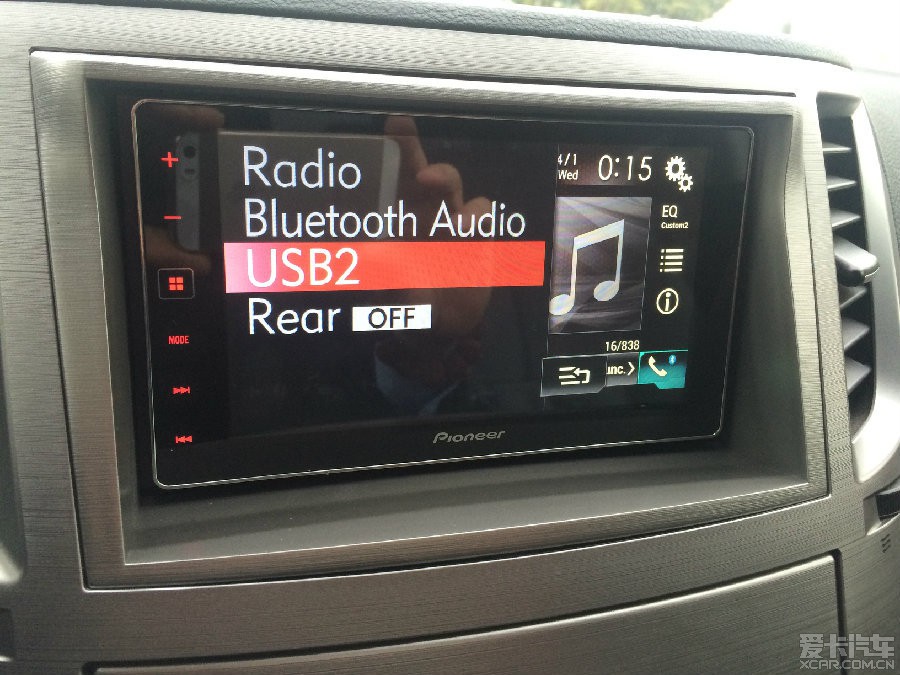 +
−
MODE
Radio
Bluetooth Audio
USB2
Rear OFF
4/1
Wed
0:15
EQ
Custom2
16/838
unc.
Pioneer
爱卡汽车
XCAR.COM.CN